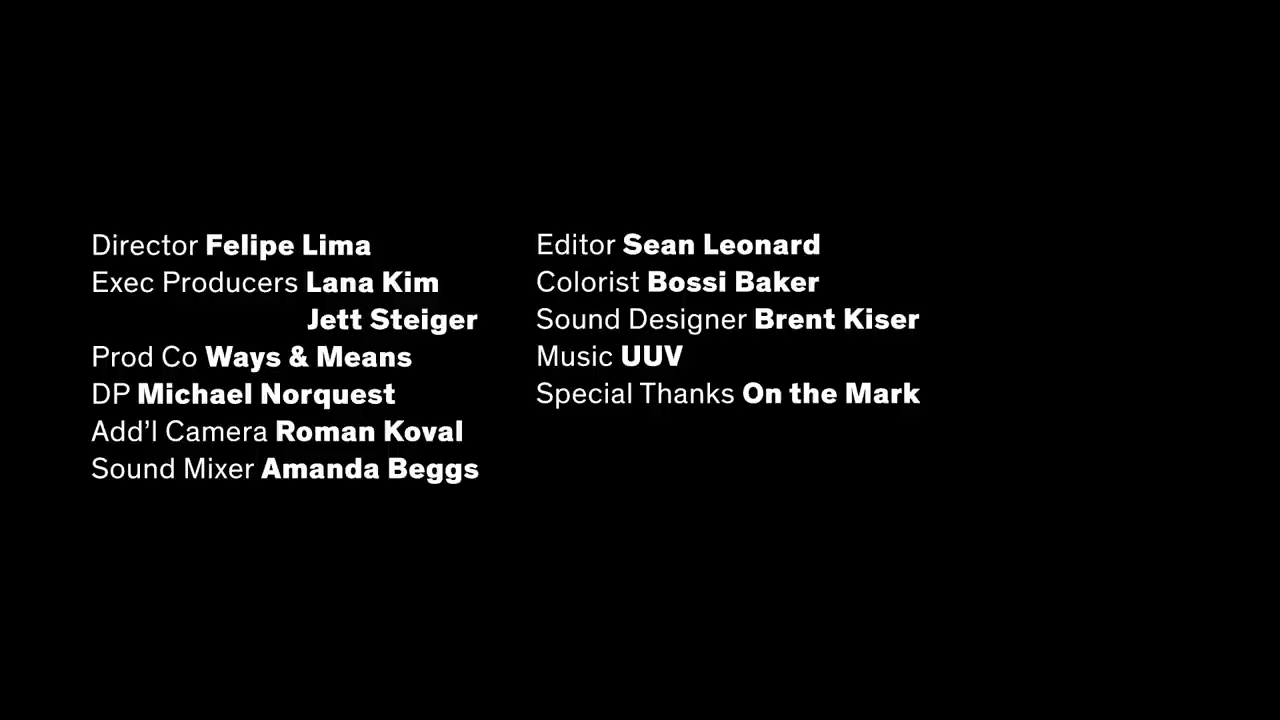 Director Felipe Lima
Exec Producers Lana Kim
Jett Steiger
Prod Co Ways & Means
DP Michael Norquest
Add’l Camera Roman Koval
Sound Mixer Amanda Beggs
Editor Sean Leonard
Colorist Bossi Baker
Sound Designer Brent Kiser
Music UUV
Special Thanks On the Mark